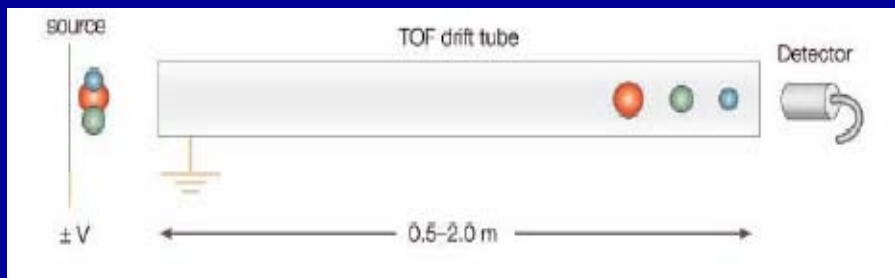 source
TOF drift tube
Detector
± V
0.5–2.0 m